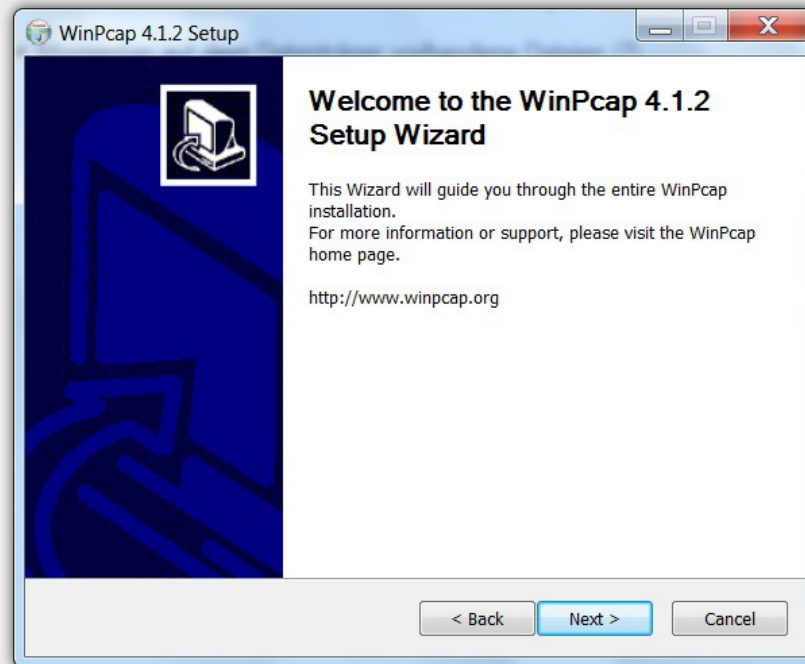 WinPcap 4.1.2 Setup
Welcome to the WinPcap 4.1.2
Setup Wizard
This Wizard will guide you through the entire WinPcap
installation.
For more information or support, please visit the WinPcap
home page.
http://www.winpcap.org
< Back
Next >
Cancel